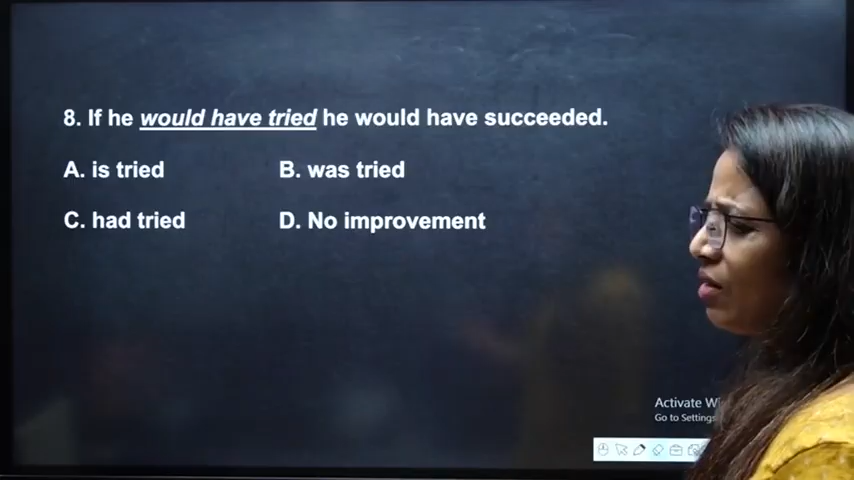 8. If he would have tried he would have succeeded.
A. is tried
B. was tried
C. had tried
D. No improvement
Activate
Go to Settings